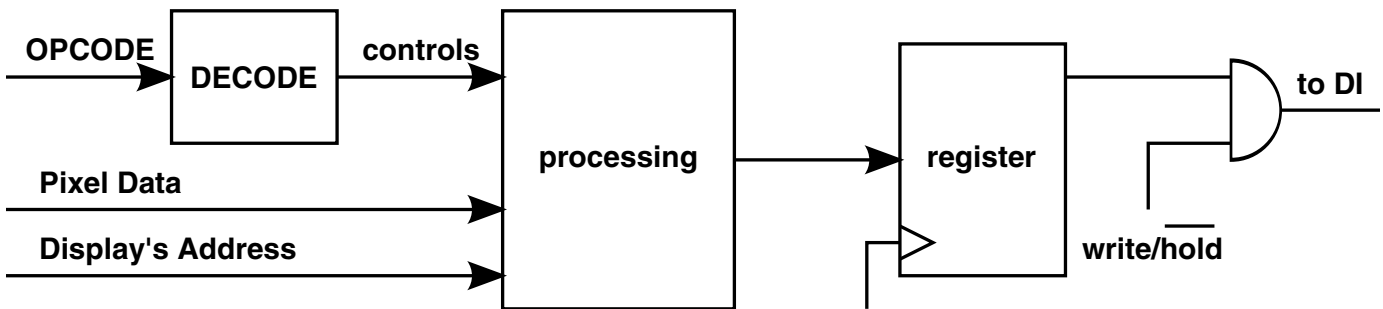 OPCODE
DECODE
controls
processing
register
to DI
Pixel Data
Display's Address
write/hold